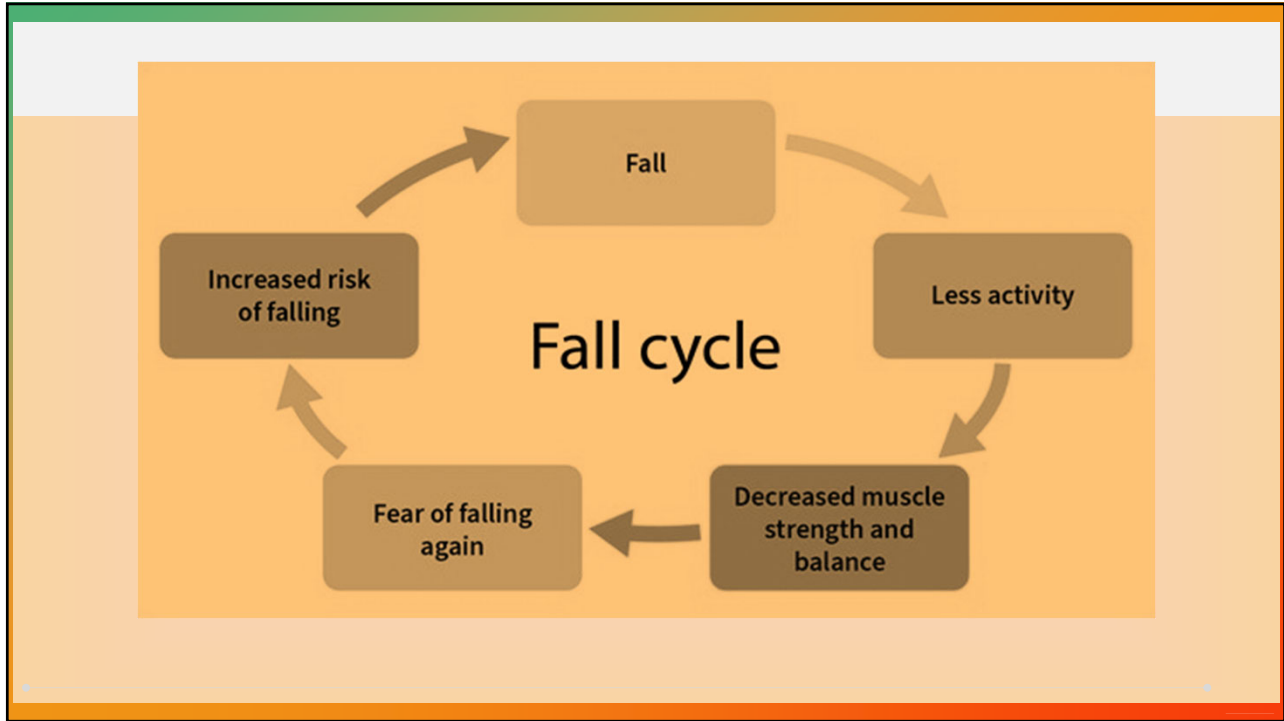 Fall
Increased risk
of falling
Less activity
Fall cycle
Fear of falling
again
Decreased muscle
strength and
balance